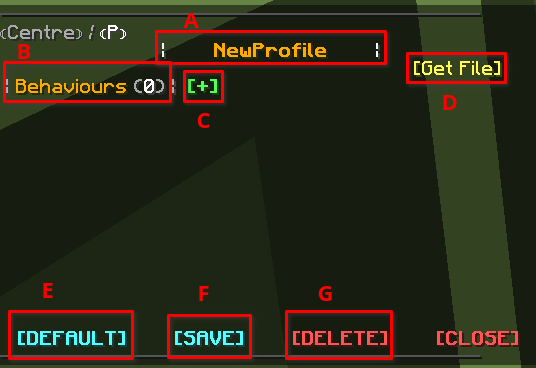 A
(Centre) / (P)
B
¦ NewProfile ¦
[Get File]
¦ Behaviours (0) ¦ [+]
C
D
E
F
G
[DEFAULT]
[SAVE]
[DELETE]
[CLOSE]